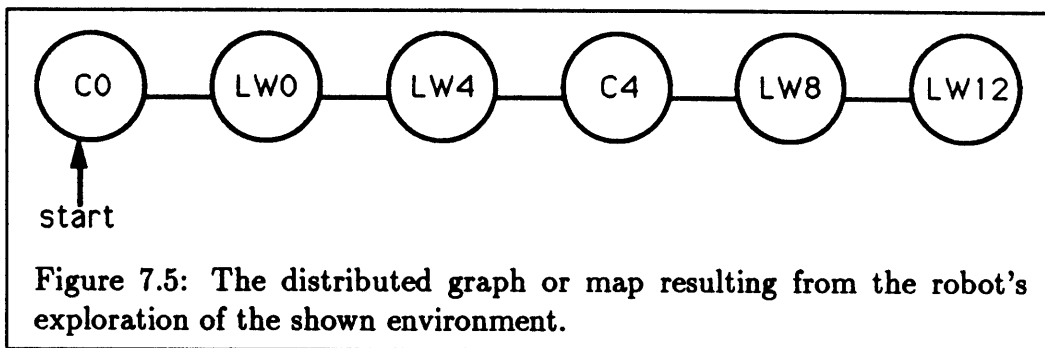 C0 LW0 LW4 C4 LW8 LW12
start
Figure 7.5: The distributed graph or map resulting from the robot's
exploration of the shown environment.